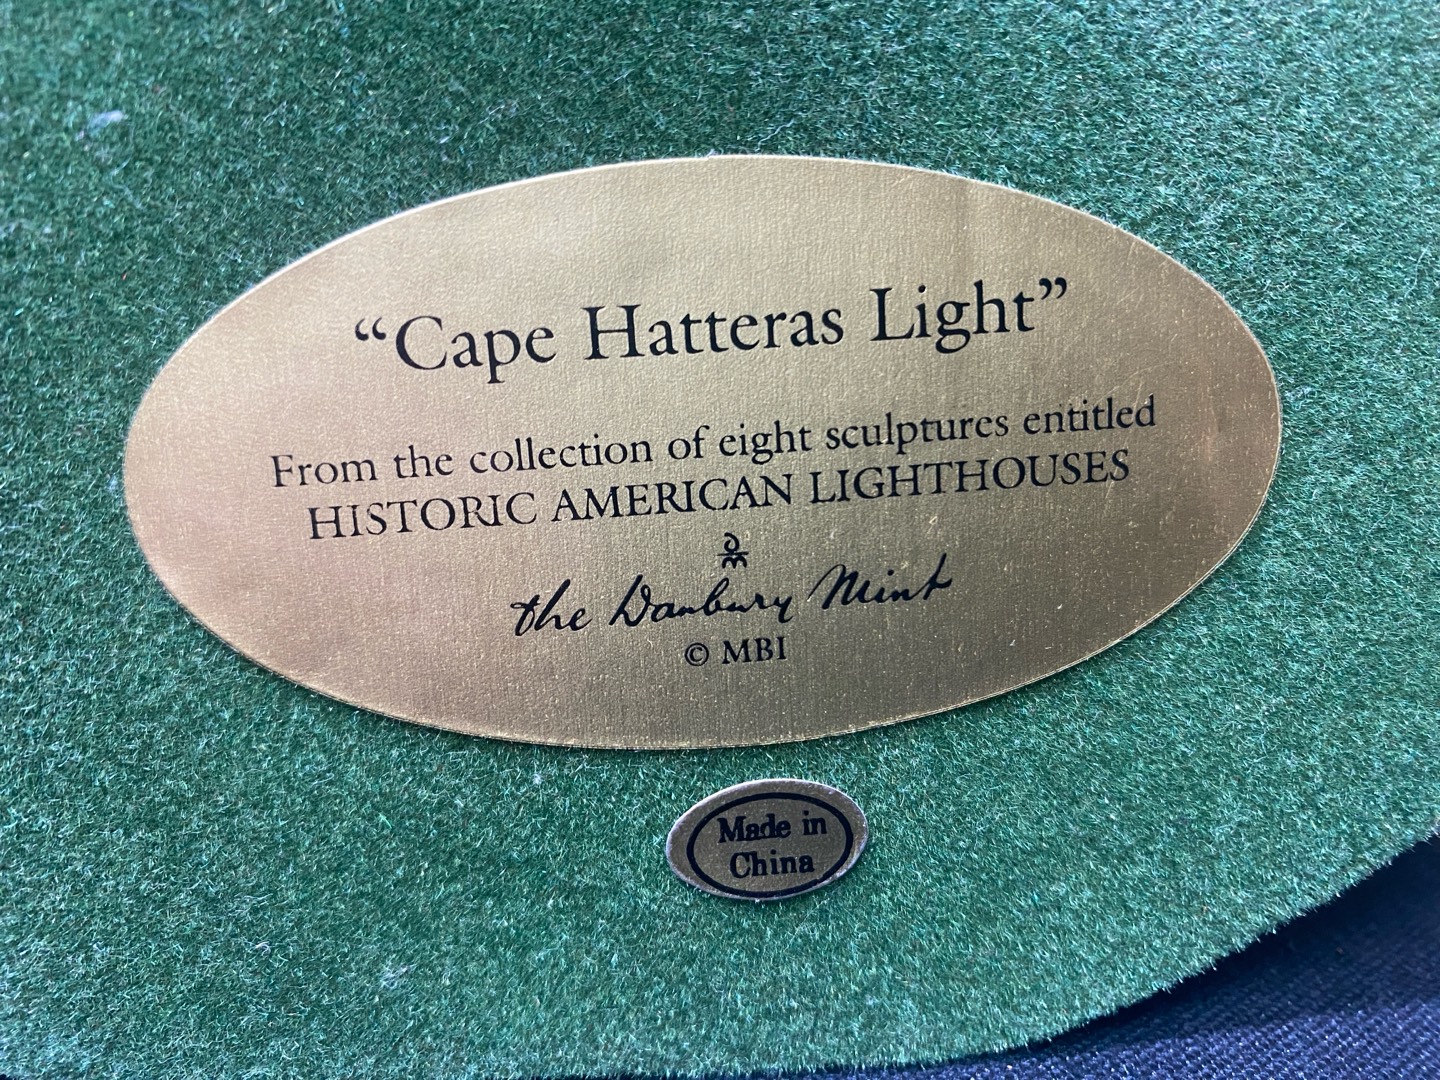 “Cape Hatteras Light”
From the collection of eight sculptures entitled
HISTORIC AMERICAN LIGHTHOUSES
the Danbury Mint
© MBI
Made in
China